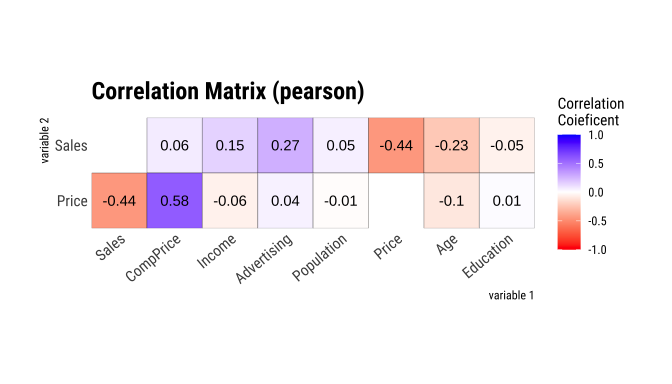 Correlation Matrix (pearson)
Correlation
Coieficent
1.0
0.5
0.0
-0.5
-1.0
variable 2
Sales 0.06 0.15 0.27 0.05 -0.44 -0.23 -0.05
Price -0.44 0.58 -0.06 0.04 -0.01 -0.1 0.01
Sales CompPrice Income Advertising Population Price Age Education
variable 1